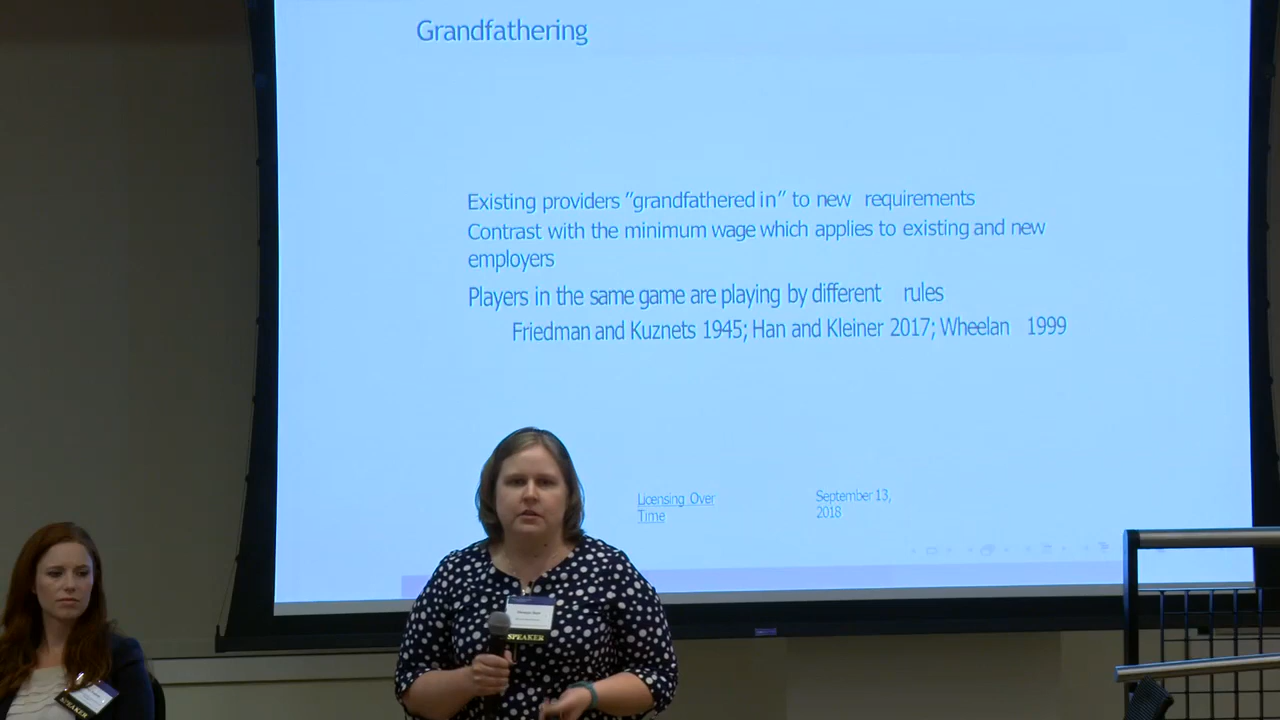 Grandfathering
Existing providers "grandfathered in" to new requirements
Contrast with the minimum wage which applies to existing and new
employers
Players in the same game are playing by different rules
Friedman and Kuznets 1945; Han and Kleiner 2017; Wheelan 1999
Licensing Over
Time
September 13,
2018
SPEAKER
SPEAKER